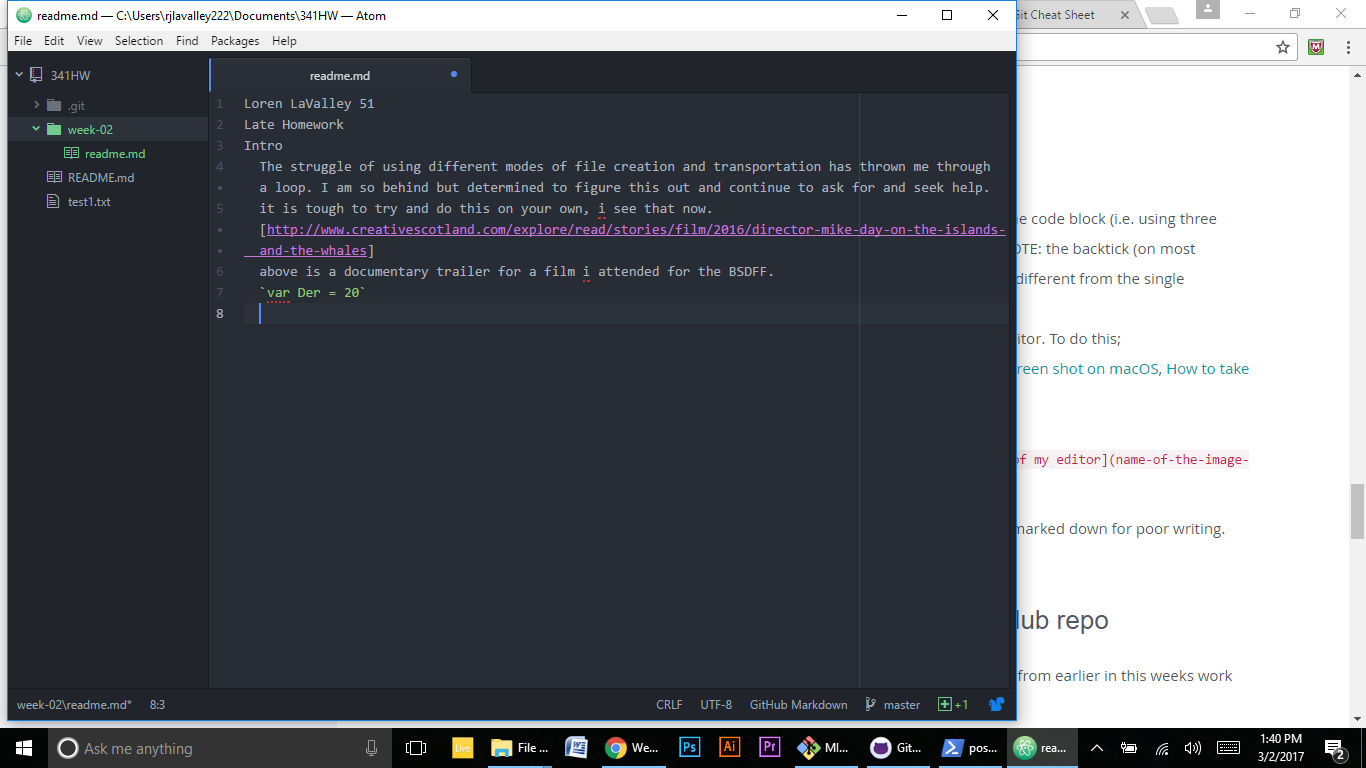 readme.md — C:\Users\rjlavalley222\Documents\341HW — Atom
Git Cheat Sheet
File Edit View Selection Find Packages Help
341HW
.git
week-02
readme.md
README.md
test1.txt
readme.md
1 Loren LaValley 51
2 Late Homework
3 Intro
4 The struggle of using different modes of file creation and transportation has thrown me through
• a loop. I am so behind but determined to figure this out and continue to ask for and seek help.
5 it is tough to try and do this on your own, i see that now.
• [http://www.creativescotland.com/explore/read/stories/film/2016/director-mike-day-on-the-islands-
• and-the-whales]
6 above is a documentary trailer for a film i attended for the BSDFF.
7 `var Der = 20`
8
code block (i.e. using three
OTE: the backtick (on most
different from the single
itor. To do this;
reen shot on macOS, How to take
of my editor](name-of-the-image-
marked down for poor writing.
Hub repo
from earlier in this weeks work
week-02\readme.md* 8:3 CRLF UTF-8 GitHub Markdown master +1
Ask me anything Live File ... We... Ps Ai Pr MI... Git... pos... rea... 1:40 PM
3/2/2017 2